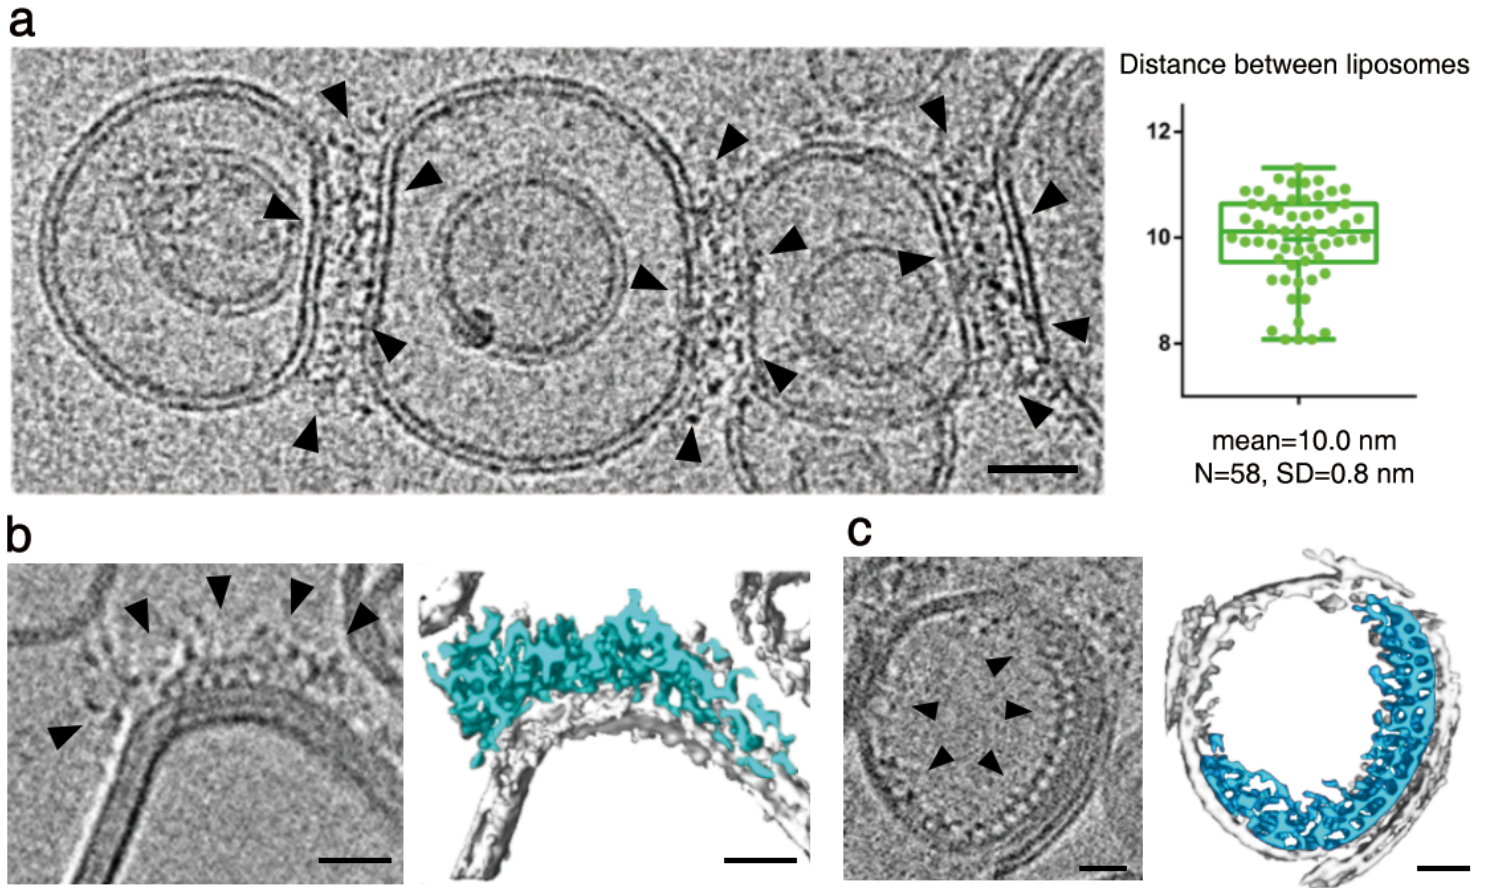 a
Distance between liposomes
12
10
8
mean=10.0 nm
N=58, SD=0.8 nm
b
c